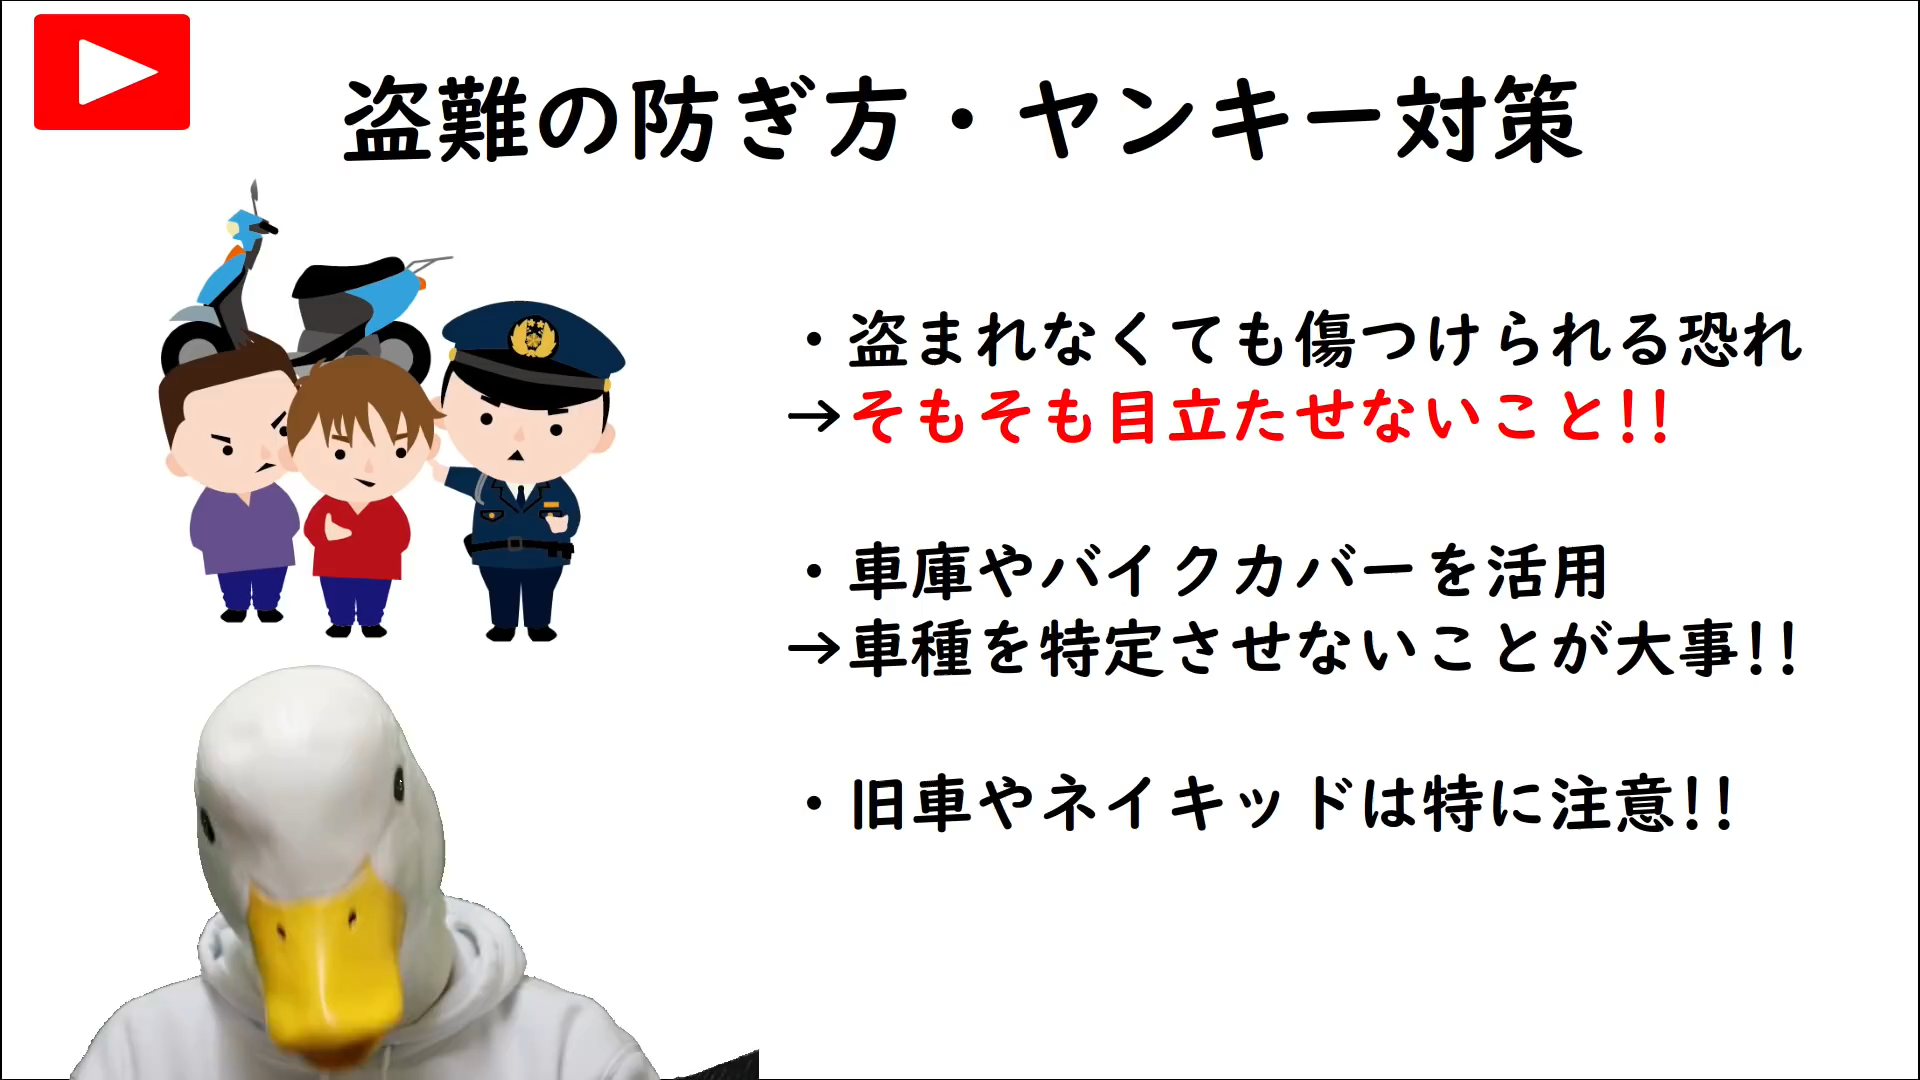 盗難の防ぎ方・ヤンキー対策
・盗まれなくても傷つけられる恐れ
→そもそも目立たせないこと!!
・車庫やバイクカバーを活用
→車種を特定させないことが大事!!
・旧車やネイキッドは特に注意!!